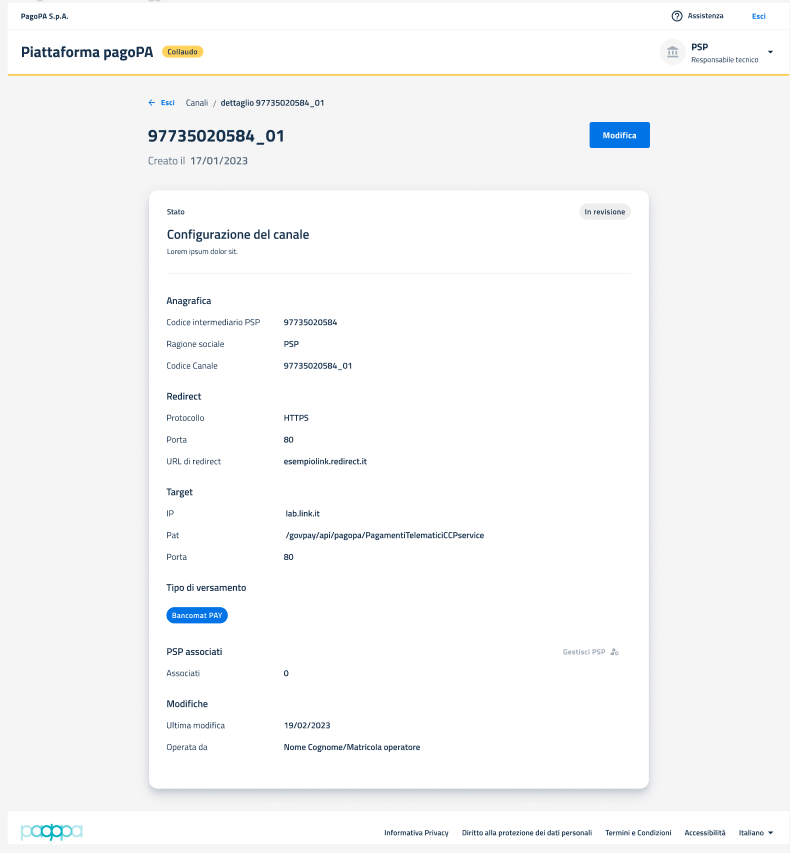 PagoPA S.p.A.
Assistenza
Esci
Piattaforma pagoPA
Collaudo
PSP
Responsabile tecnico
← Esci Canali / dettaglio 97735020584_01
97735020584_01
Modifica
Creato il 17/01/2023
Stato
In revisione
Configurazione del canale
Lorem ipsum dolor sit.
Anagrafica
Codice intermediario PSP 97735020584
Ragione sociale PSP
Codice Canale 97735020584_01
Redirect
Protocollo HTTPS
Porta 80
URL di redirect esempiolink.redirect.it
Target
IP lab.link.it
Pat /govpay/api/pagopa/PagamentiTelematiciCCPservice
Porta 80
Tipo di versamento
Bancomat PAY
PSP associati
Gestisci PSP
Associati 0
Modifiche
Ultima modifica 19/02/2023
Operata da Nome Cognome/Matricola operatore
pagopa
Informativa Privacy Diritto alla protezione dei dati personali Termini e Condizioni Accessibilità Italiano